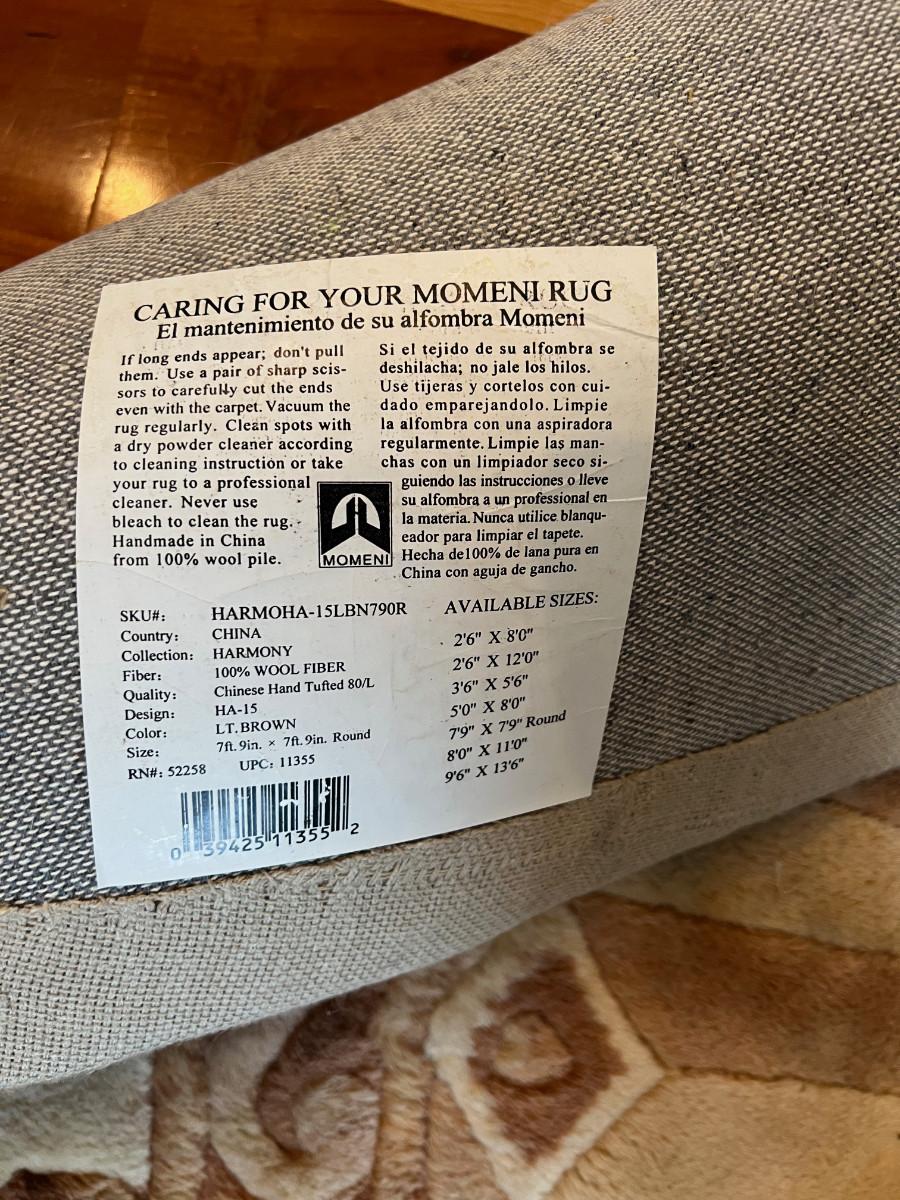 CARING FOR YOUR MOMENI RUG
El mantenimiento de su alfombra Momeni
If long ends appear; don't pull
them. Use a pair of sharp scis-
sors to carefully cut the ends
even with the carpet. Vacuum the
rug regularly. Clean spots with
a dry powder cleaner according
to cleaning instruction or take
your rug to a professional
cleaner. Never use
bleach to clean the rug.
Handmade in China
from 100% wool pile.
Si el tejido de su alfombra se
deshilacha; no jale los hilos.
Use tijeras y cortelos con cui-
dado emparejandolo. Limpie
la alfombra con una aspiradora
regularmente. Limpie las man-
chas con un limpiador seco si-
guiendo las instrucciones o lleve
su alfombra a un professional en
la materia. Nunca utilice blanqu-
eador para limpiar el tapete.
Hecha de100% de lana pura en
China con aguja de gancho.
MOMENI
SKU#: HARMOHA-15LBN790R
Country: CHINA
Collection: HARMONY
Fiber: 100% WOOL FIBER
Quality: Chinese Hand Tufted 80/L
Design: HA-15
Color: LT.BROWN
Size: 7ft.9in. × 7ft.9in. Round
RN#: 52258 UPC: 11355
0 39425 11355 2
AVAILABLE SIZES:
2'6" X 8'0"
2'6" X 12'0"
3'6" X 5'6"
5'0" X 8'0"
7'9" X 7'9" Round
8'0" X 11'0"
9'6" X 13'6"